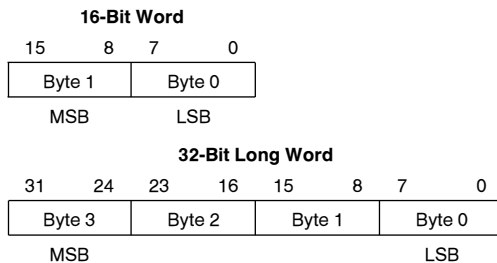 16-Bit Word
15 8 7 0
Byte 1 Byte 0
MSB LSB
32-Bit Long Word
31 24 23 16 15 8 7 0
Byte 3 Byte 2 Byte 1 Byte 0
MSB LSB